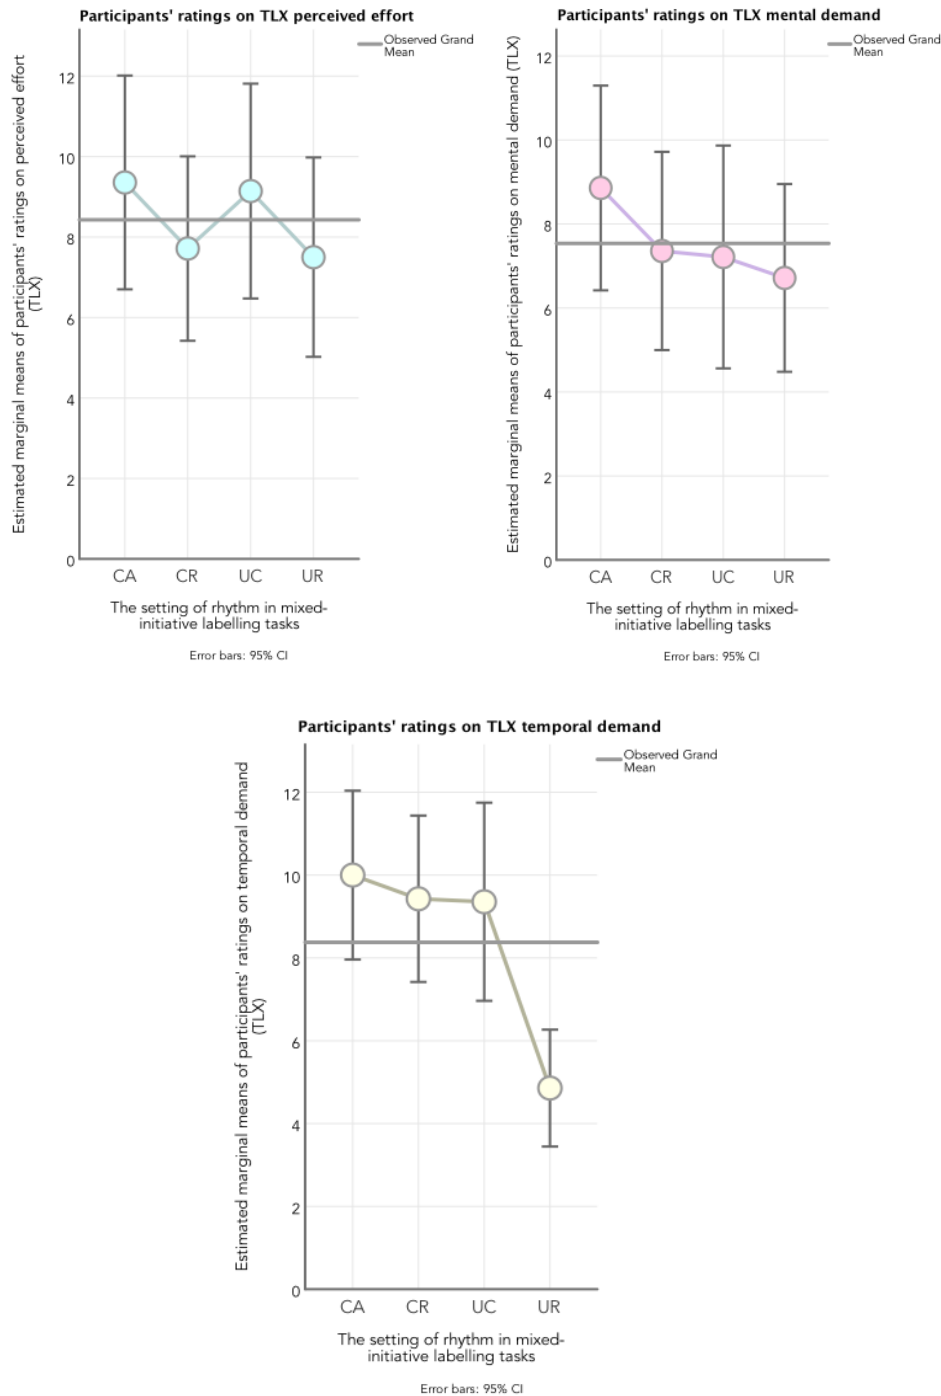 Participants' ratings on TLX perceived effort
Observed Grand
Mean
Estimated marginal means of participants' ratings on perceived effort
(TLX)
12
10
8
6
4
2
0
CA CR UC UR
The setting of rhythm in mixed-
initiative labelling tasks
Error bars: 95% CI
Participants' ratings on TLX mental demand
Observed Grand
Mean
Estimated marginal means of participants' ratings on mental demand (TLX)
12
10
8
6
4
2
0
CA CR UC UR
The setting of rhythm in mixed-
initiative labelling tasks
Error bars: 95% CI
Participants' ratings on TLX temporal demand
Observed Grand
Mean
Estimated marginal means of participants' ratings on temporal demand
(TLX)
12
10
8
6
4
2
0
CA CR UC UR
The setting of rhythm in mixed-
initiative labelling tasks
Error bars: 95% CI